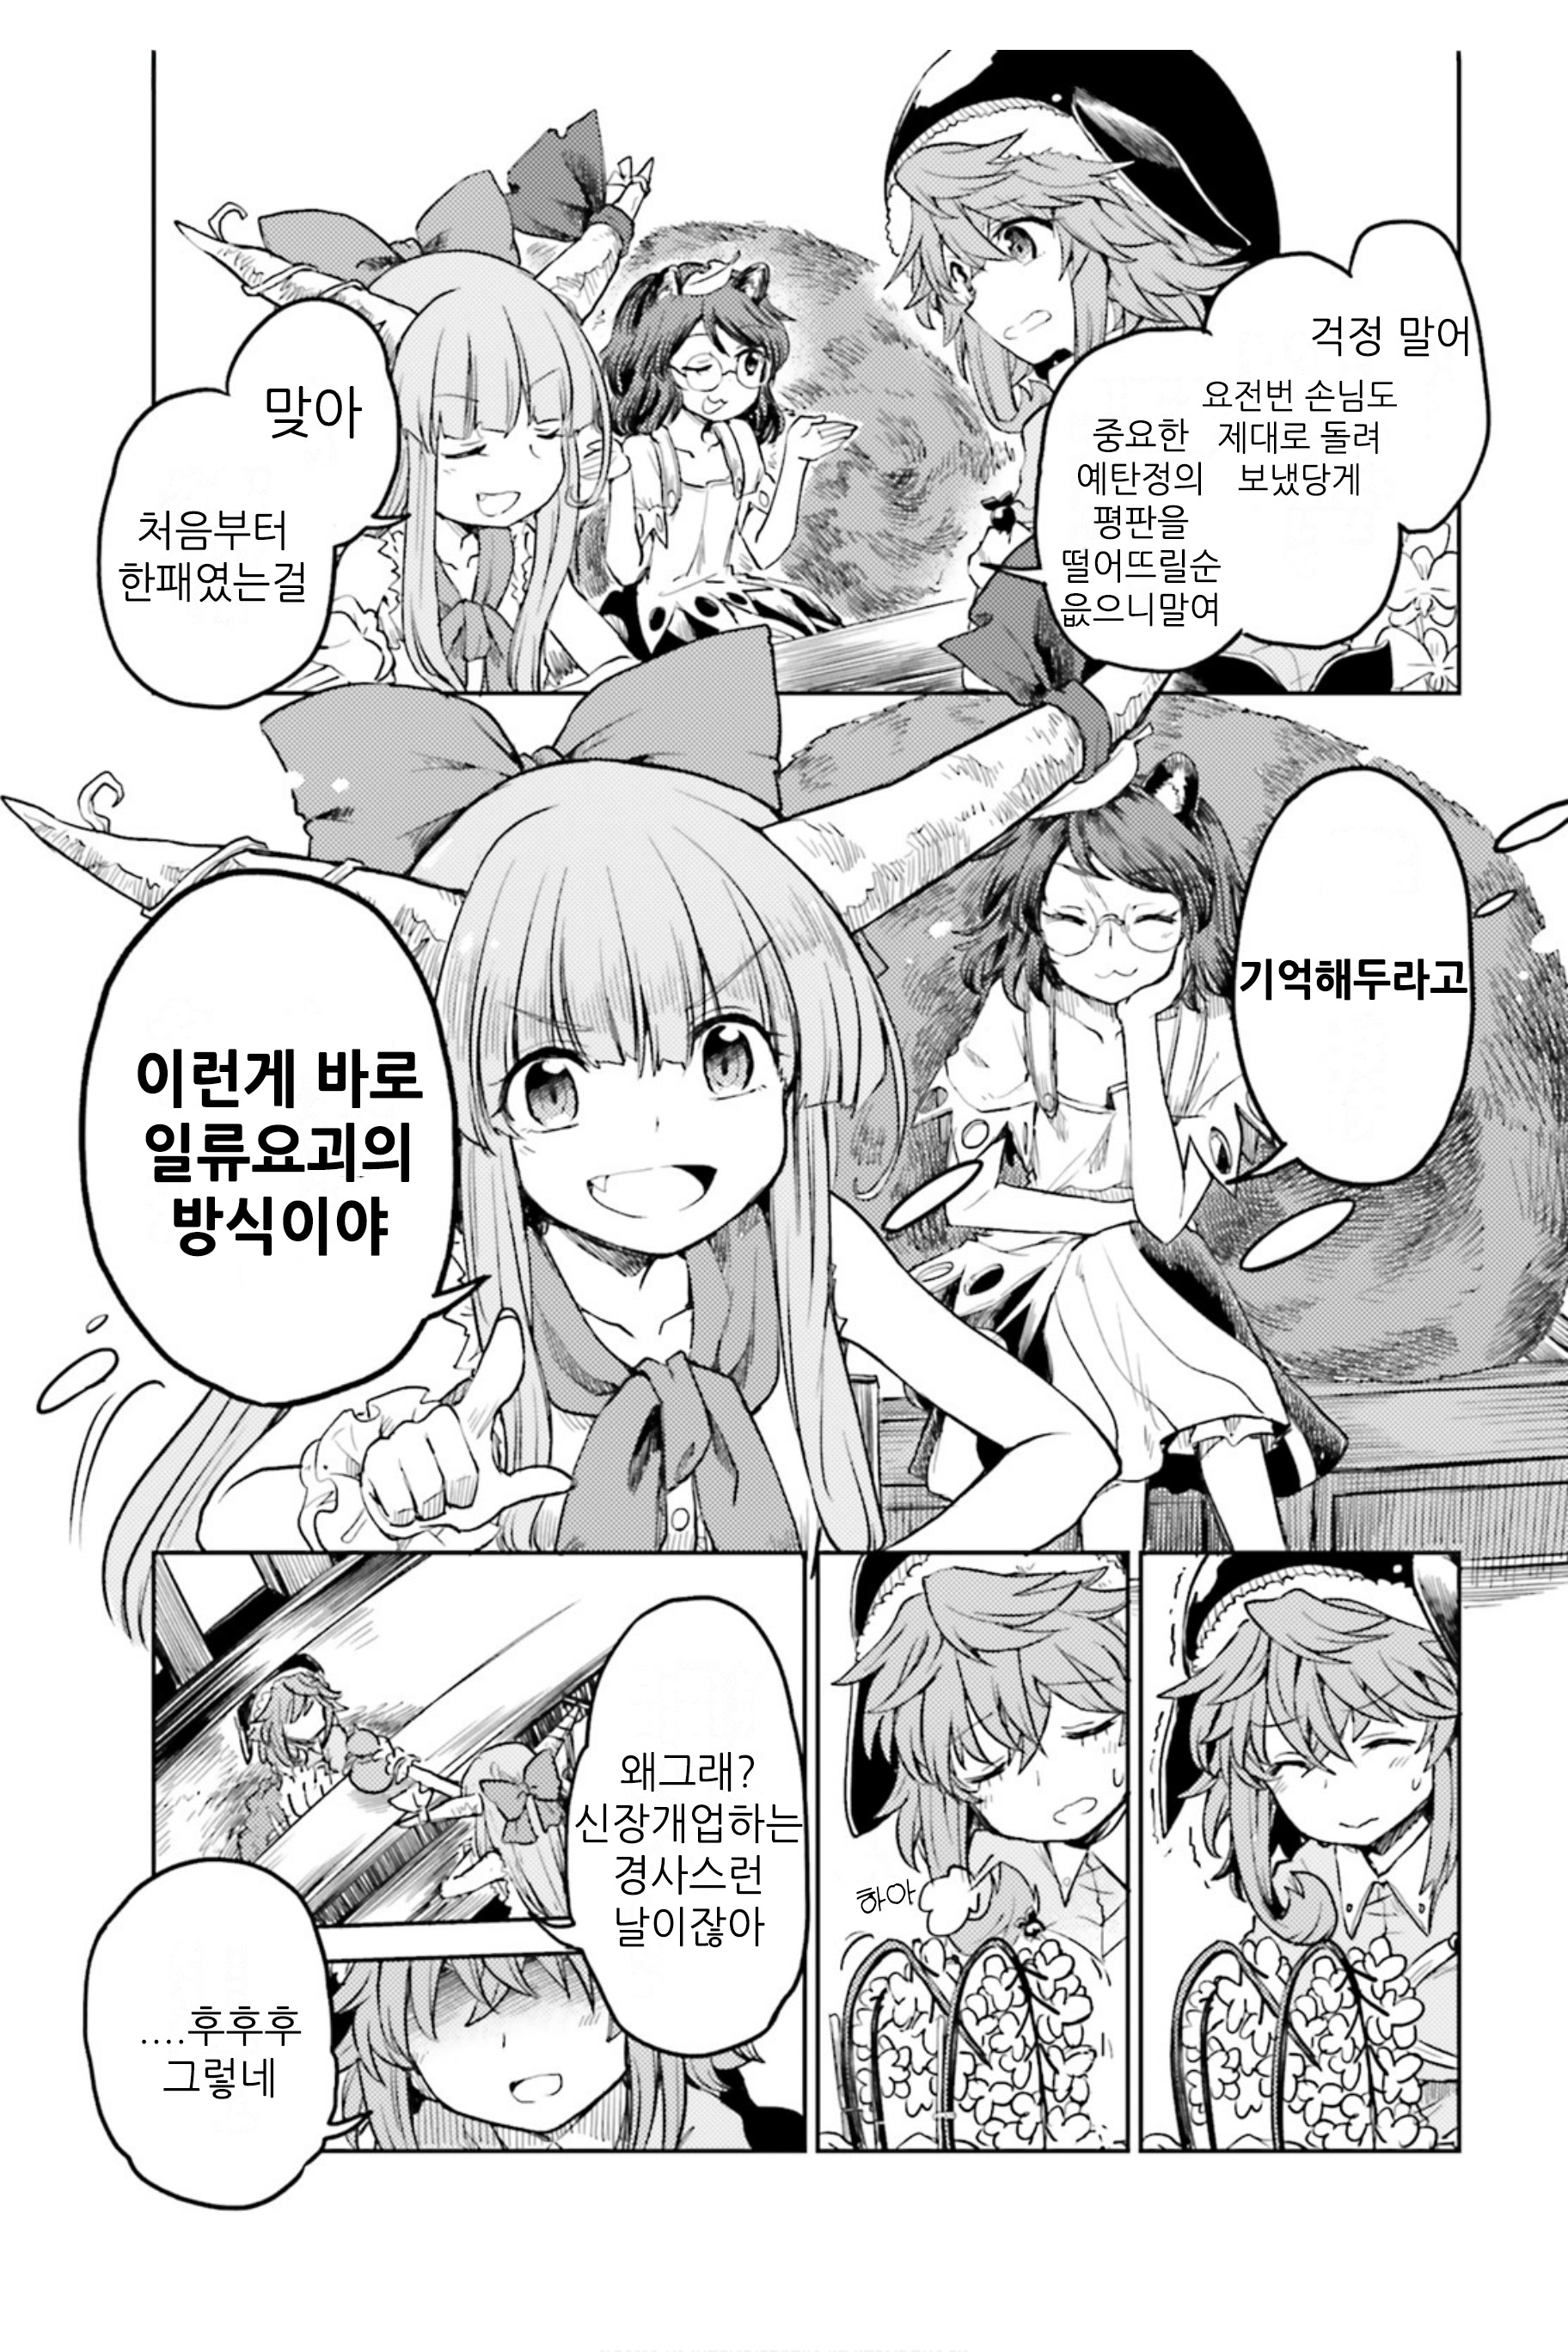 걱정 말어
요전번 손님도
제대로 돌려
보냈당게
중요한
예탄정의
평판을
떨어뜨릴순
읎으니말여
맞아
처음부터
한패였는걸
기억해두라고
이런게 바로
일류요괴의
방식이야
하아
왜그래?
신장개업하는
경사스런
날이잖아
....후후후
그렇네